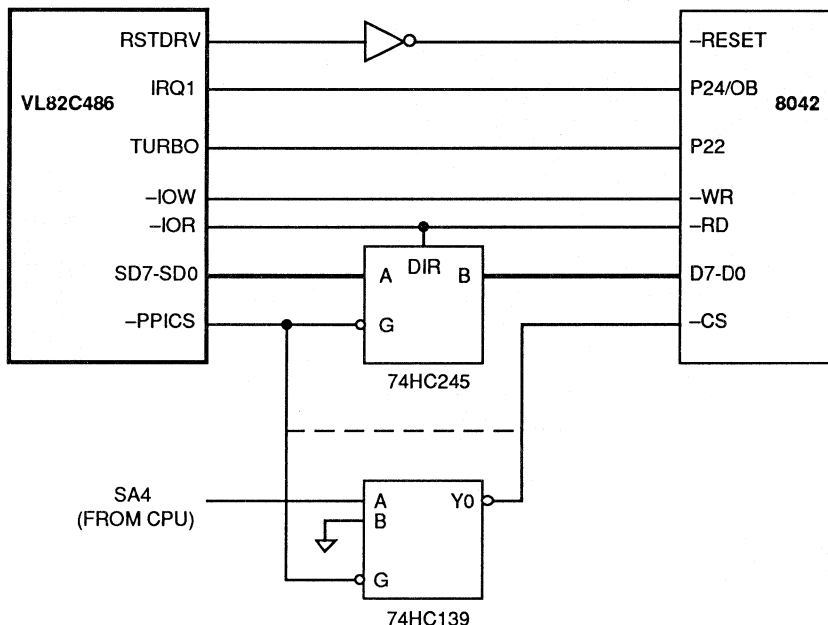 RSTDRV
–RESET
IRQ1
P24/OB
VL82C486
8042
TURBO
P22
–IOW
–WR
–IOR
–RD
DIR
SD7-SD0
A
B
D7-D0
–PPICS
G
–CS
74HC245
SA4
(FROM CPU)
A
Y0
B
G
74HC139